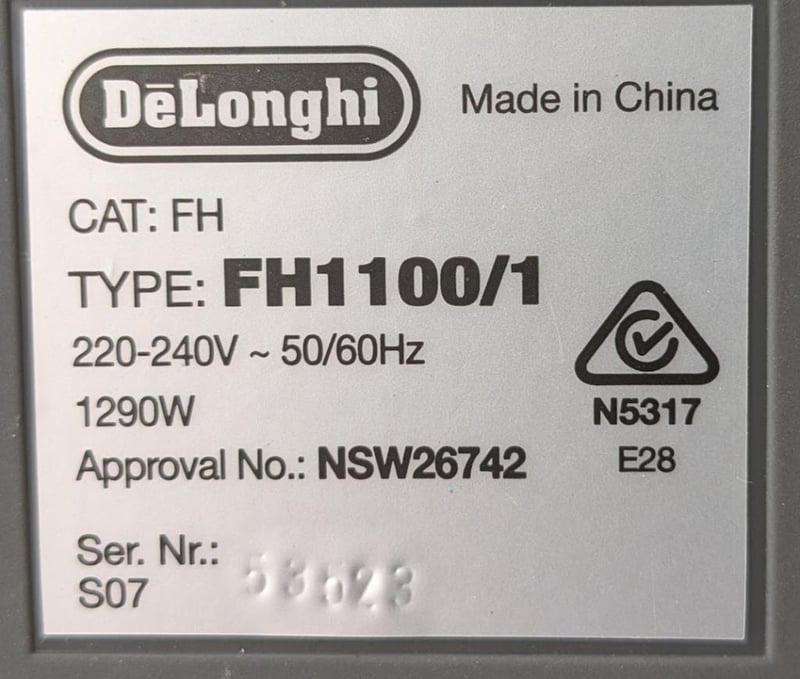 DēLonghi Made in China
CAT: FH
TYPE: FH1100/1
220-240V ~ 50/60Hz
1290W
N5317
Approval No.: NSW26742
E28
Ser. Nr.:
S07